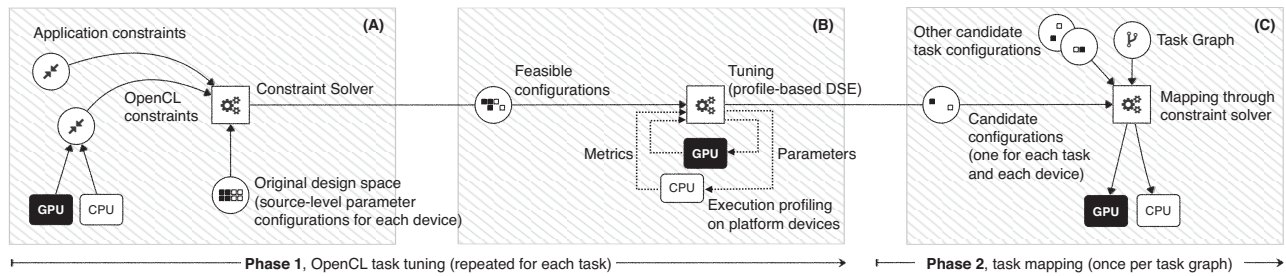 (A)
Application constraints
OpenCL
constraints
Constraint Solver
GPU
CPU
Original design space
(source-level parameter
configurations for each device)
(B)
Feasible
configurations
Tuning
(profile-based DSE)
Metrics
GPU
Parameters
CPU
Execution profiling
on platform devices
(C)
Other candidate
task configurations
Task Graph
Mapping through
constraint solver
Candidate
configurations
(one for each task
and each device)
GPU
CPU
Phase 1, OpenCL task tuning (repeated for each task)
Phase 2, task mapping (once per task graph)